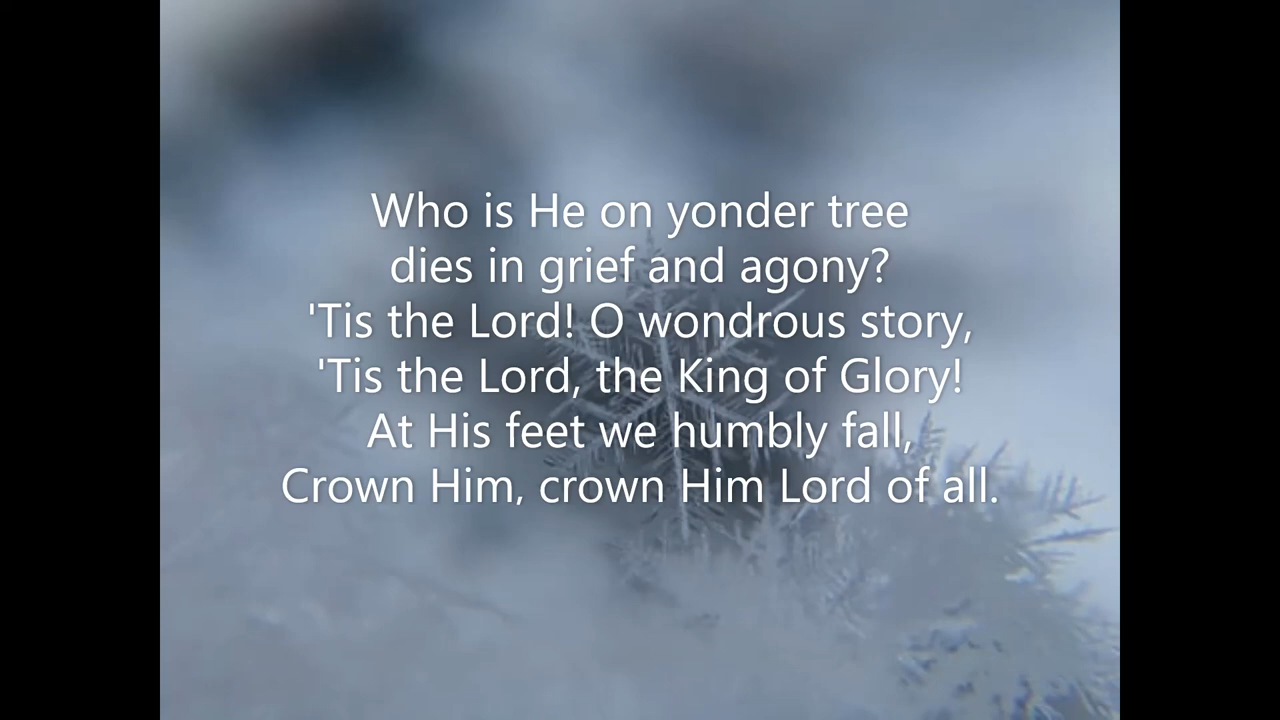 Who is He on yonder tree
dies in grief and agony?
'Tis the Lord! O wondrous story,
'Tis the Lord, the King of Glory!
At His feet we humbly fall,
Crown Him, crown Him Lord of all.